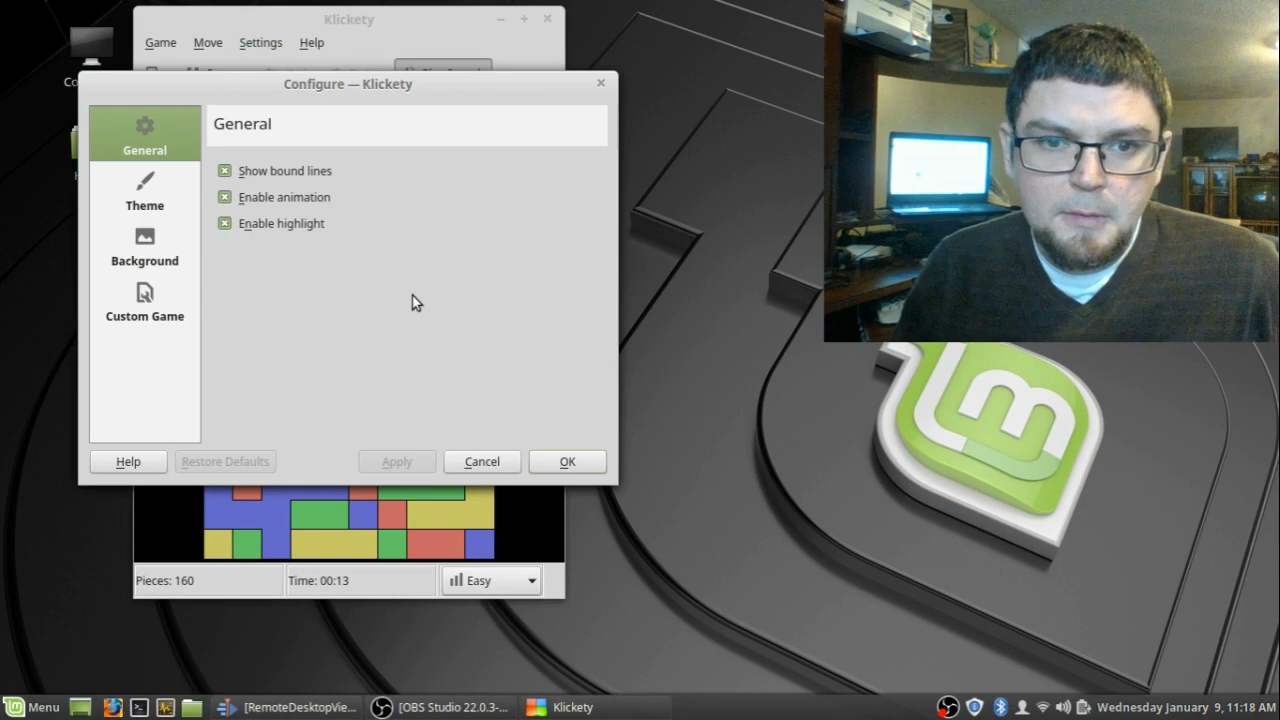 Klickety
Game Move Settings Help
Configure — Klickety
General
General
Show bound lines
Enable animation
Enable highlight
Theme
Background
Custom Game
Help Restore Defaults Apply Cancel OK
Pieces: 160 Time: 00:13 Easy
Menu [RemoteDesktopVie... [OBS Studio 22.0.3-... Klickety Wednesday January 9, 11:18 AM